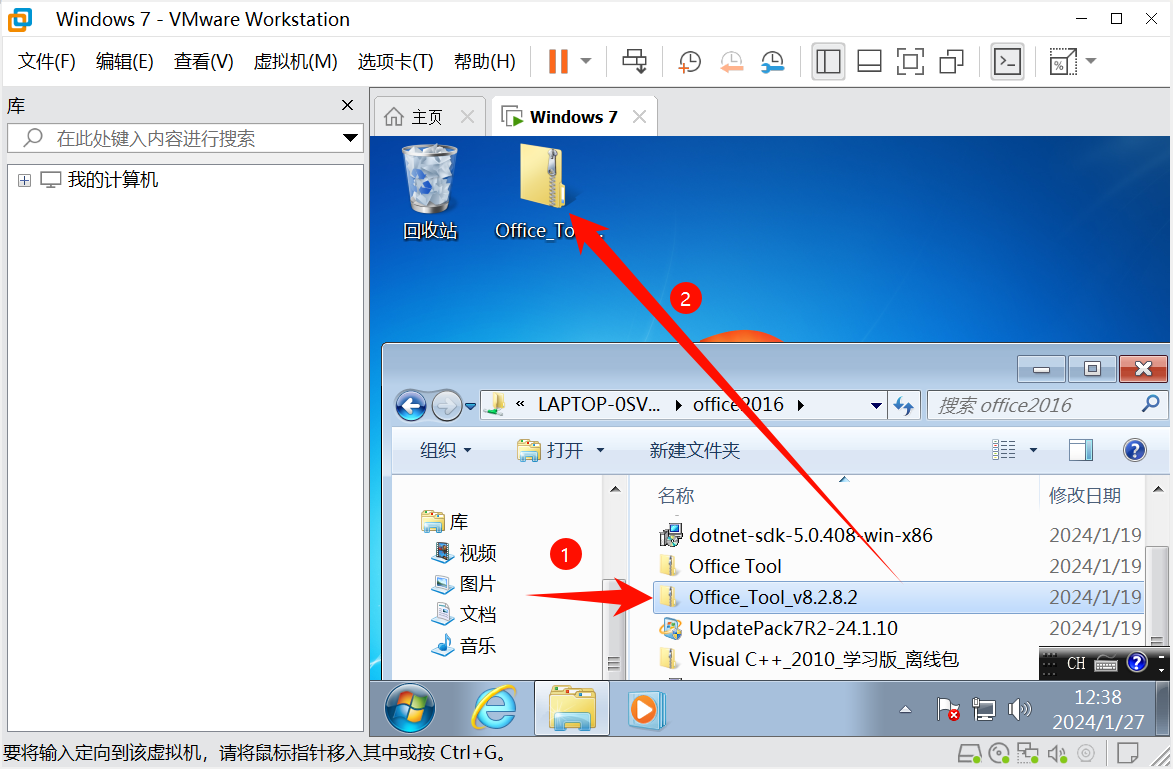 Windows 7 - VMware Workstation
文件(F) 编辑(E) 查看(V) 虚拟机(M) 选项卡(T) 帮助(H)
库
在此处键入内容进行搜索
我的计算机
主页 Windows 7
回收站 Office_To...
2
« LAPTOP-0SV... office2016 搜索 office2016
组织 打开 新建文件夹
名称 修改日期
库
视频
图片
文档
音乐
1
dotnet-sdk-5.0.408-win-x86 2024/1/19
Office Tool 2024/1/19
Office_Tool_v8.2.8.2 2024/1/19
UpdatePack7R2-24.1.10 2024/1/19
Visual C++_2010_学习版_离线包
CH
12:38
2024/1/27
要将输入定向到该虚拟机，请将鼠标指针移入其中或按 Ctrl+G。